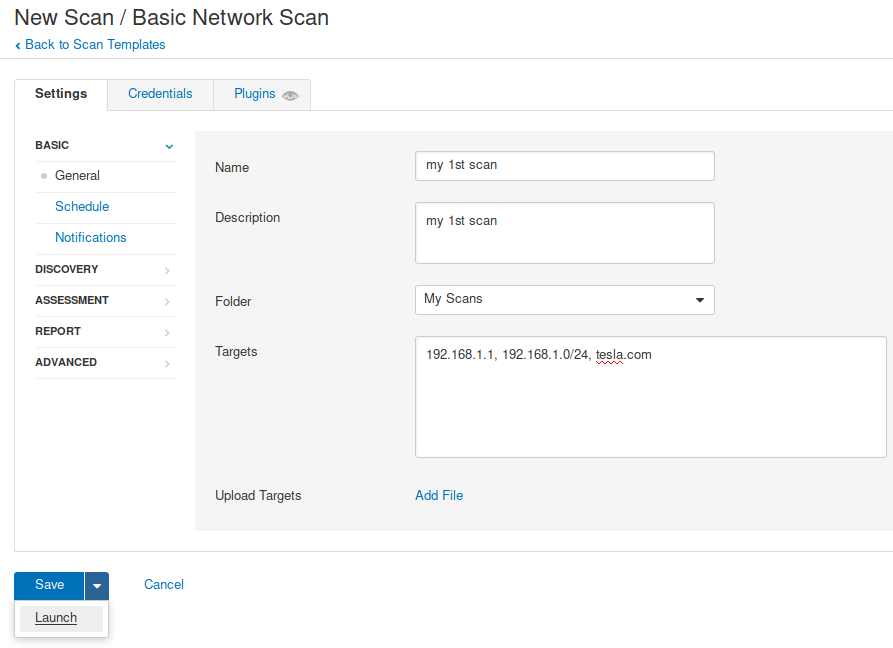 New Scan / Basic Network Scan
‹ Back to Scan Templates
Settings
Credentials
Plugins
BASIC
General
Schedule
Notifications
DISCOVERY
ASSESSMENT
REPORT
ADVANCED
Name
my 1st scan
Description
my 1st scan
Folder
My Scans
Targets
192.168.1.1, 192.168.1.0/24, tesla.com
Upload Targets
Add File
Save
Cancel
Launch